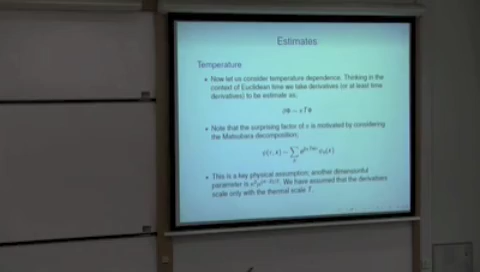 Estimates
Temperature
• Now let us consider temperature dependence. Thinking in the
context of Euclidean time we take derivatives (or at least time
derivatives) to be estimate as;
∂Φ ∼ πTΦ
• Note that the surprising factor of π is motivated by considering
the Matsubara decomposition;
• This is a key physical assumption; another dimensionful
parameter is We have assumed that the derivatives
scale only with the thermal scale T.